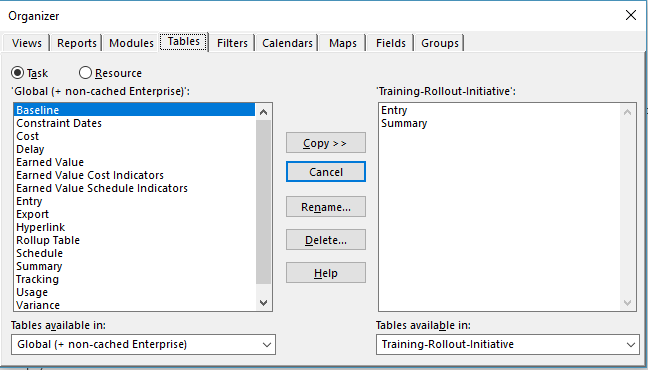 Organizer
Views Reports Modules Tables Filters Calendars Maps Fields Groups
Task Resource
'Global (+ non-cached Enterprise)':
Baseline
Constraint Dates
Cost
Delay
Earned Value
Earned Value Cost Indicators
Earned Value Schedule Indicators
Entry
Export
Hyperlink
Rollup Table
Schedule
Summary
Tracking
Usage
Variance
Tables available in:
Global (+ non-cached Enterprise)
Copy >>
Cancel
Rename...
Delete...
Help
'Training-Rollout-Initiative':
Entry
Summary
Tables available in:
Training-Rollout-Initiative